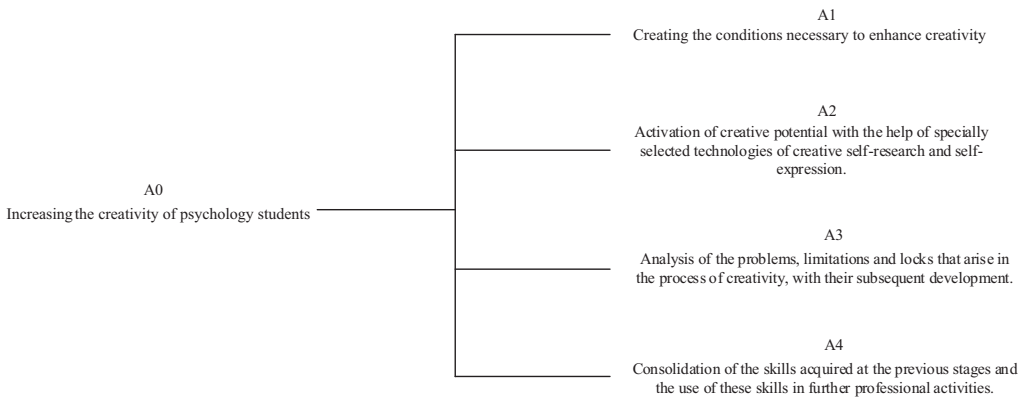 A0
Increasing the creativity of psychology students
A1
Creating the conditions necessary to enhance creativity
A2
Activation of creative potential with the help of specially
selected technologies of creative self-research and self-
expression.
A3
Analysis of the problems, limitations and locks that arise in
the process of creativity, with their subsequent development.
A4
Consolidation of the skills acquired at the previous stages and
the use of these skills in further professional activities.